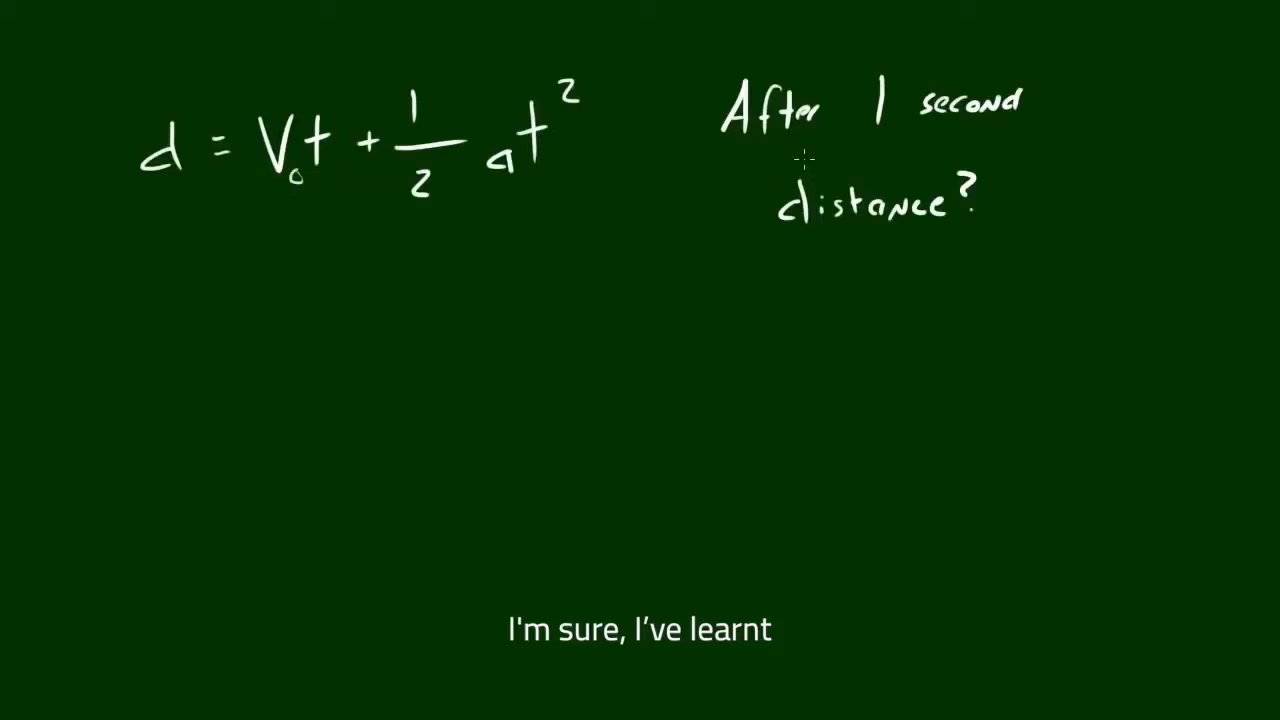 d = V₀t + 1/2 at²
After 1 second
distance?
I'm sure, I’ve learnt